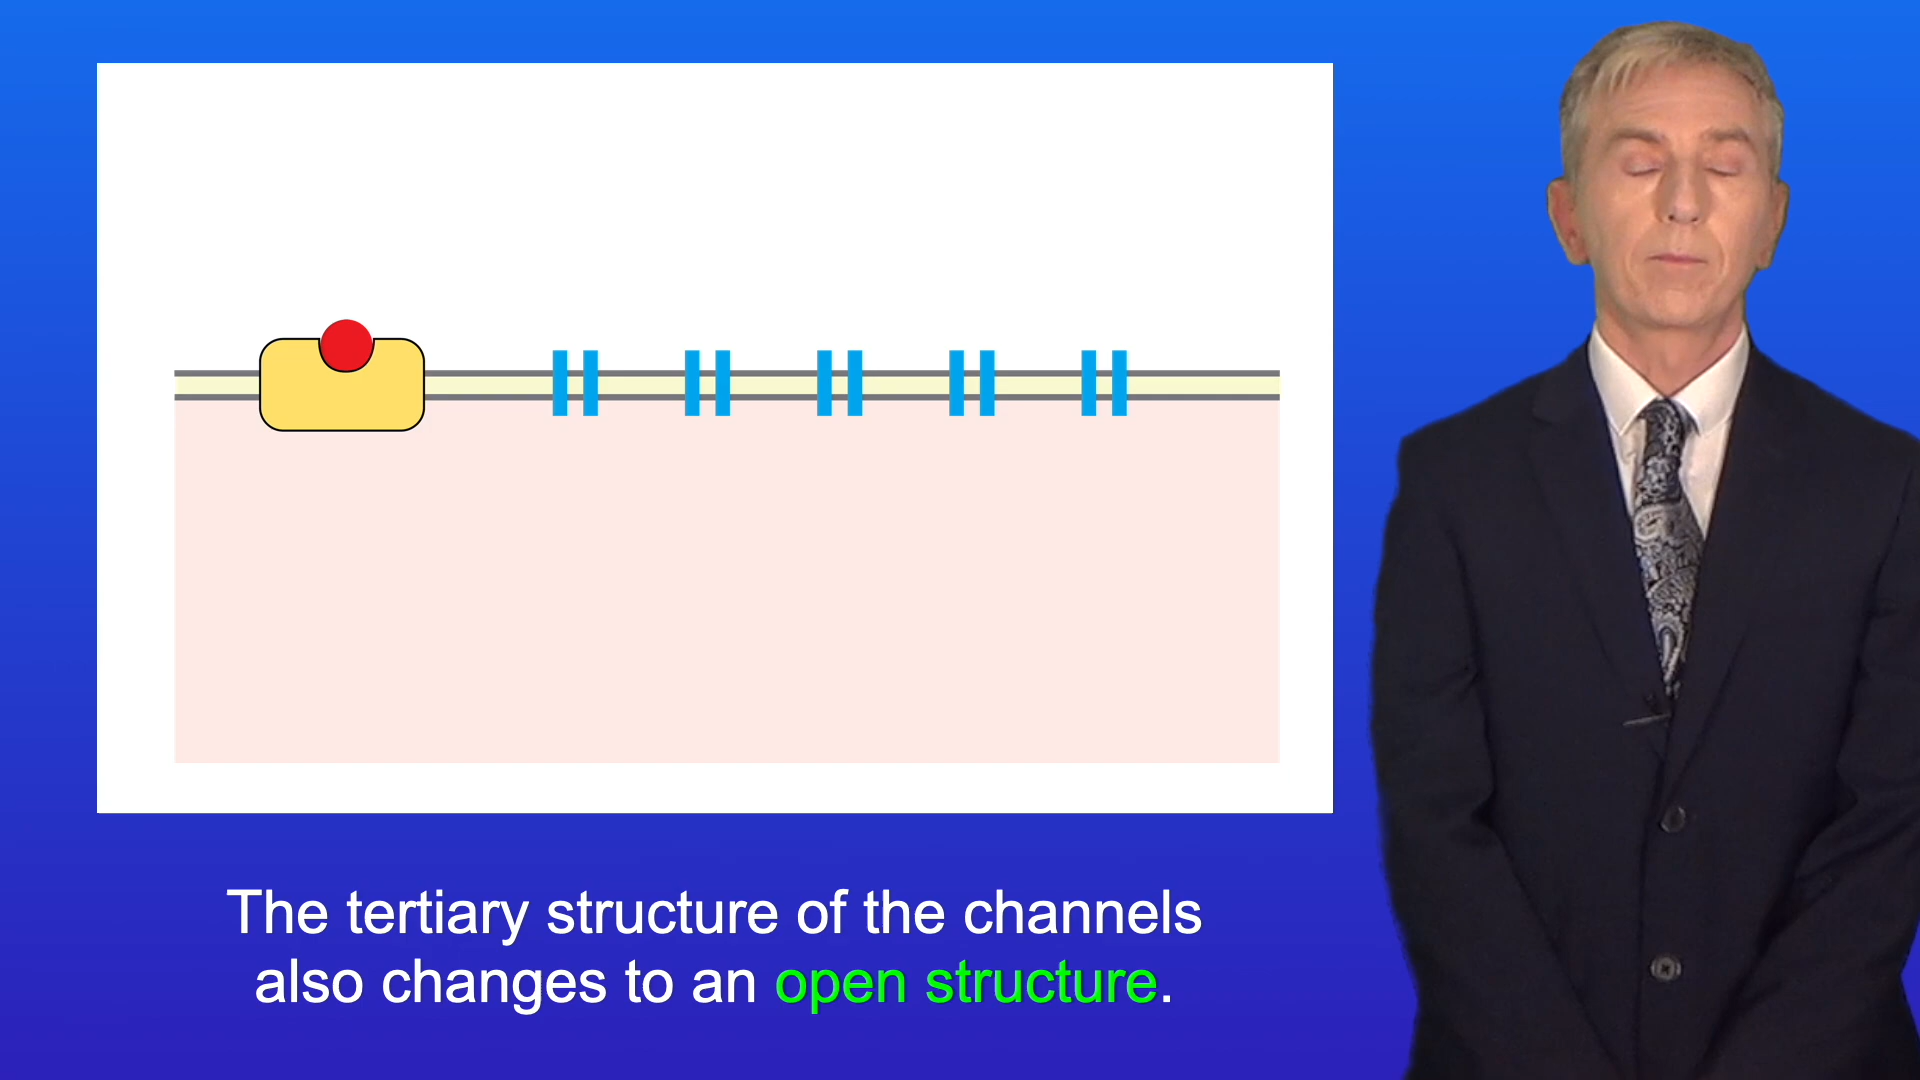 The tertiary structure of the channels
also changes to an open structure.